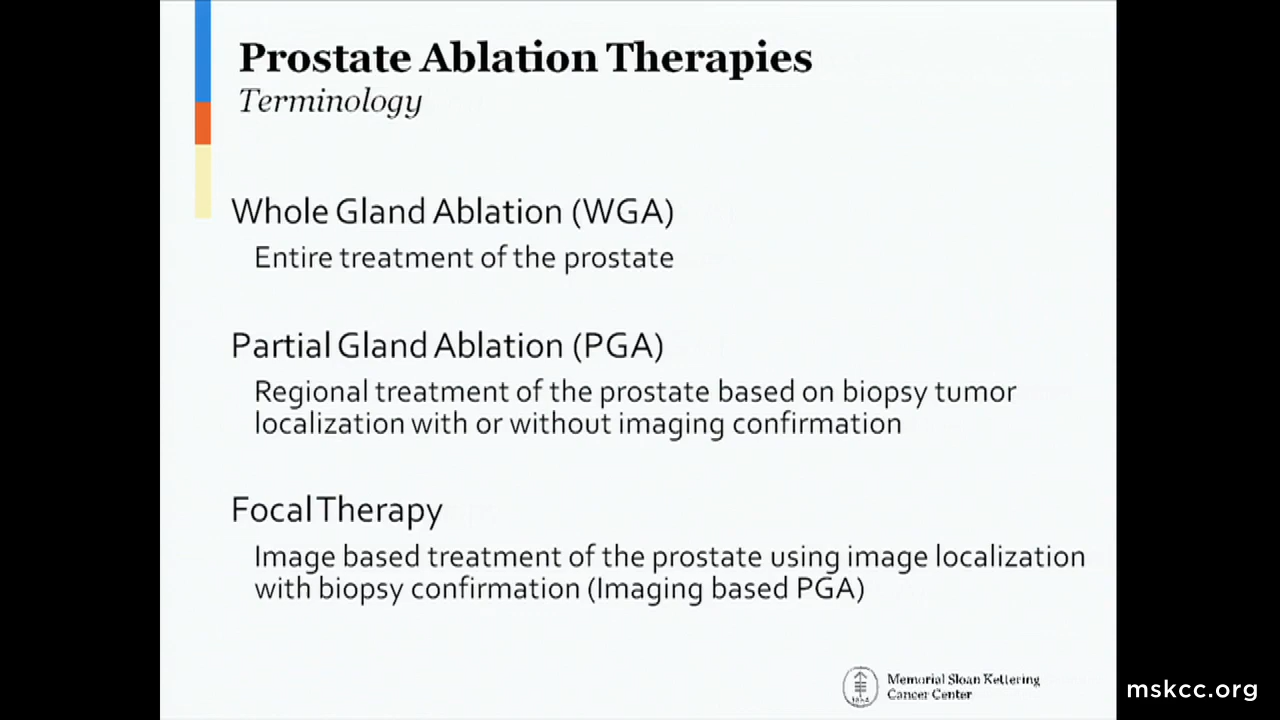 Prostate Ablation Therapies
Terminology
Whole Gland Ablation (WGA)
Entire treatment of the prostate
Partial Gland Ablation (PGA)
Regional treatment of the prostate based on biopsy tumor
localization with or without imaging confirmation
Focal Therapy
Image based treatment of the prostate using image localization
with biopsy confirmation (Imaging based PGA)
Memorial Sloan Kettering
Cancer Center
mskcc.org